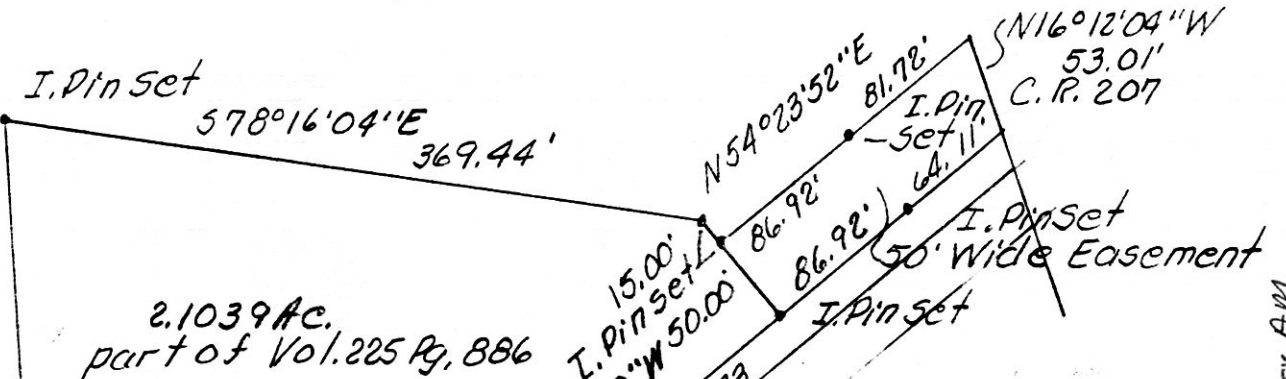 N16°12'04"W
53.01'
C.R. 207
I.Pin Set
S78°16'04"E
369.44'
N54°23'52"E
81.72'
I.Pin
-Set
64.11'
86.92'
86.92'
I.PinSet
50' Wide Easement
15.00'
I.Pin Set
50.00'
"W
I.Pin Set
2.1039 Ac.
part of Vol.225 Pg, 886